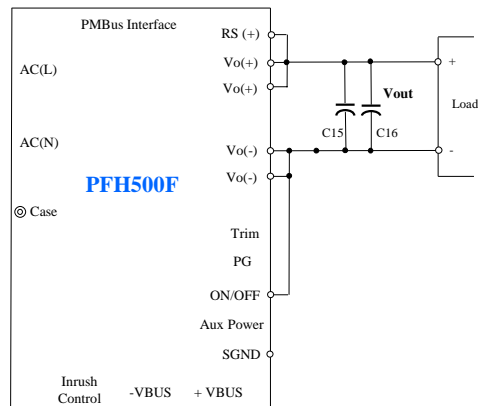 PMBus Interface
RS (+)
AC(L)
Vo(+)
Vo(+)
+
Vout
Load
C15
C16
AC(N)
Vo(-)
-
Vo(-)
PFH500F
Case
Trim
PG
ON/OFF
Aux Power
SGND
Inrush
Control
-VBUS
+ VBUS